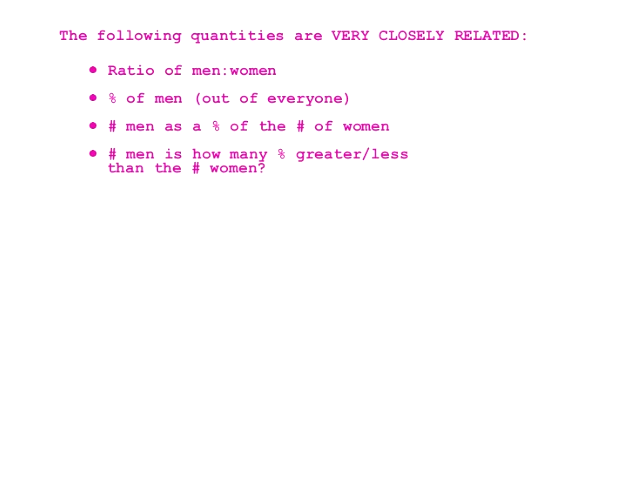 The following quantities are VERY CLOSELY RELATED:
• Ratio of men:women
• % of men (out of everyone)
• # men as a % of the # of women
• # men is how many % greater/less
than the # women?